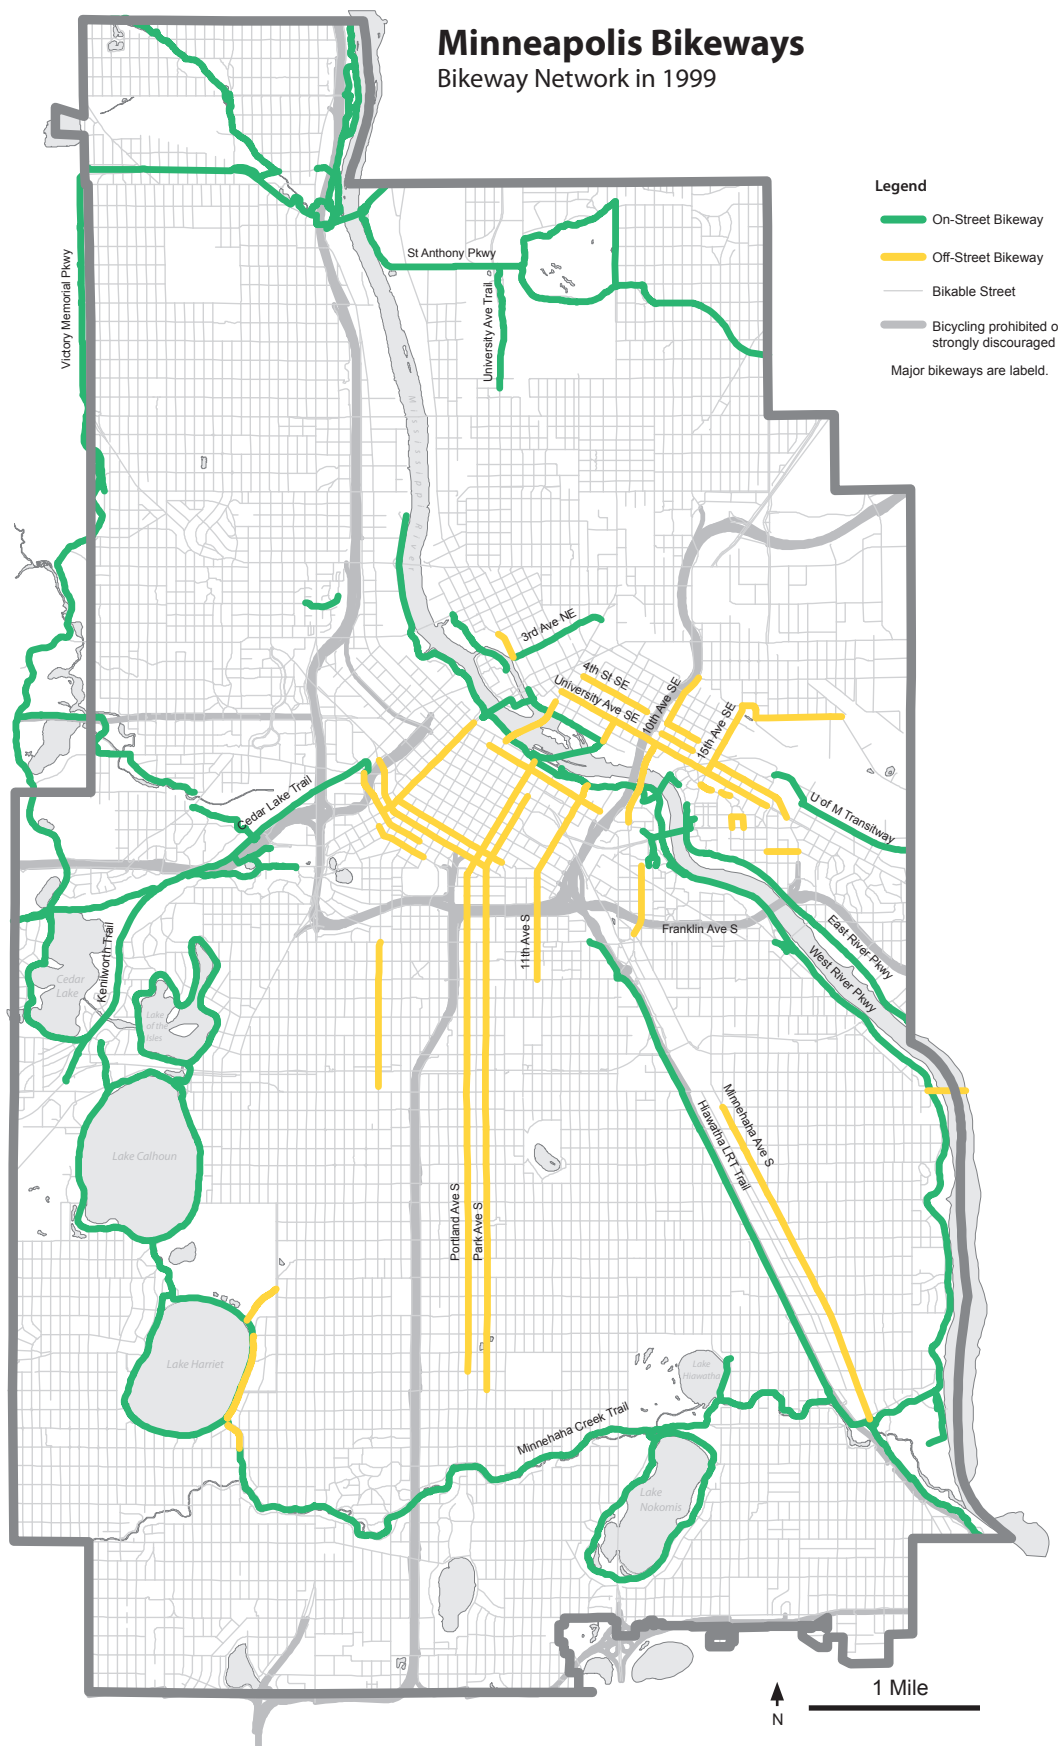 Minneapolis Bikeways
Bikeway Network in 1999
Legend
On-Street Bikeway
Off-Street Bikeway
Bikable Street
Bicycling prohibited o
strongly discouraged
Major bikeways are labeld.
St Anthony Pkwy
Victory Memorial Pkwy
University Ave Trail
Mississippi River
3rd Ave NE
4th St SE
University Ave SE
10th Ave SE
15th Ave SE
Cedar Lake Trail
U of M Transitway
Kenilworth Trail
11th Ave S
Franklin Ave S
East River Pkwy
West River Pkwy
Cedar
Lake
Lake
of the
Isles
Minnehaha Ave S
Hiawatha LRT Trail
Lake Calhoun
Portland Ave S
Park Ave S
Lake Harriet
Lake
Hiawatha
Minnehaha Creek Trail
Lake
Nokomis
1 Mile
N